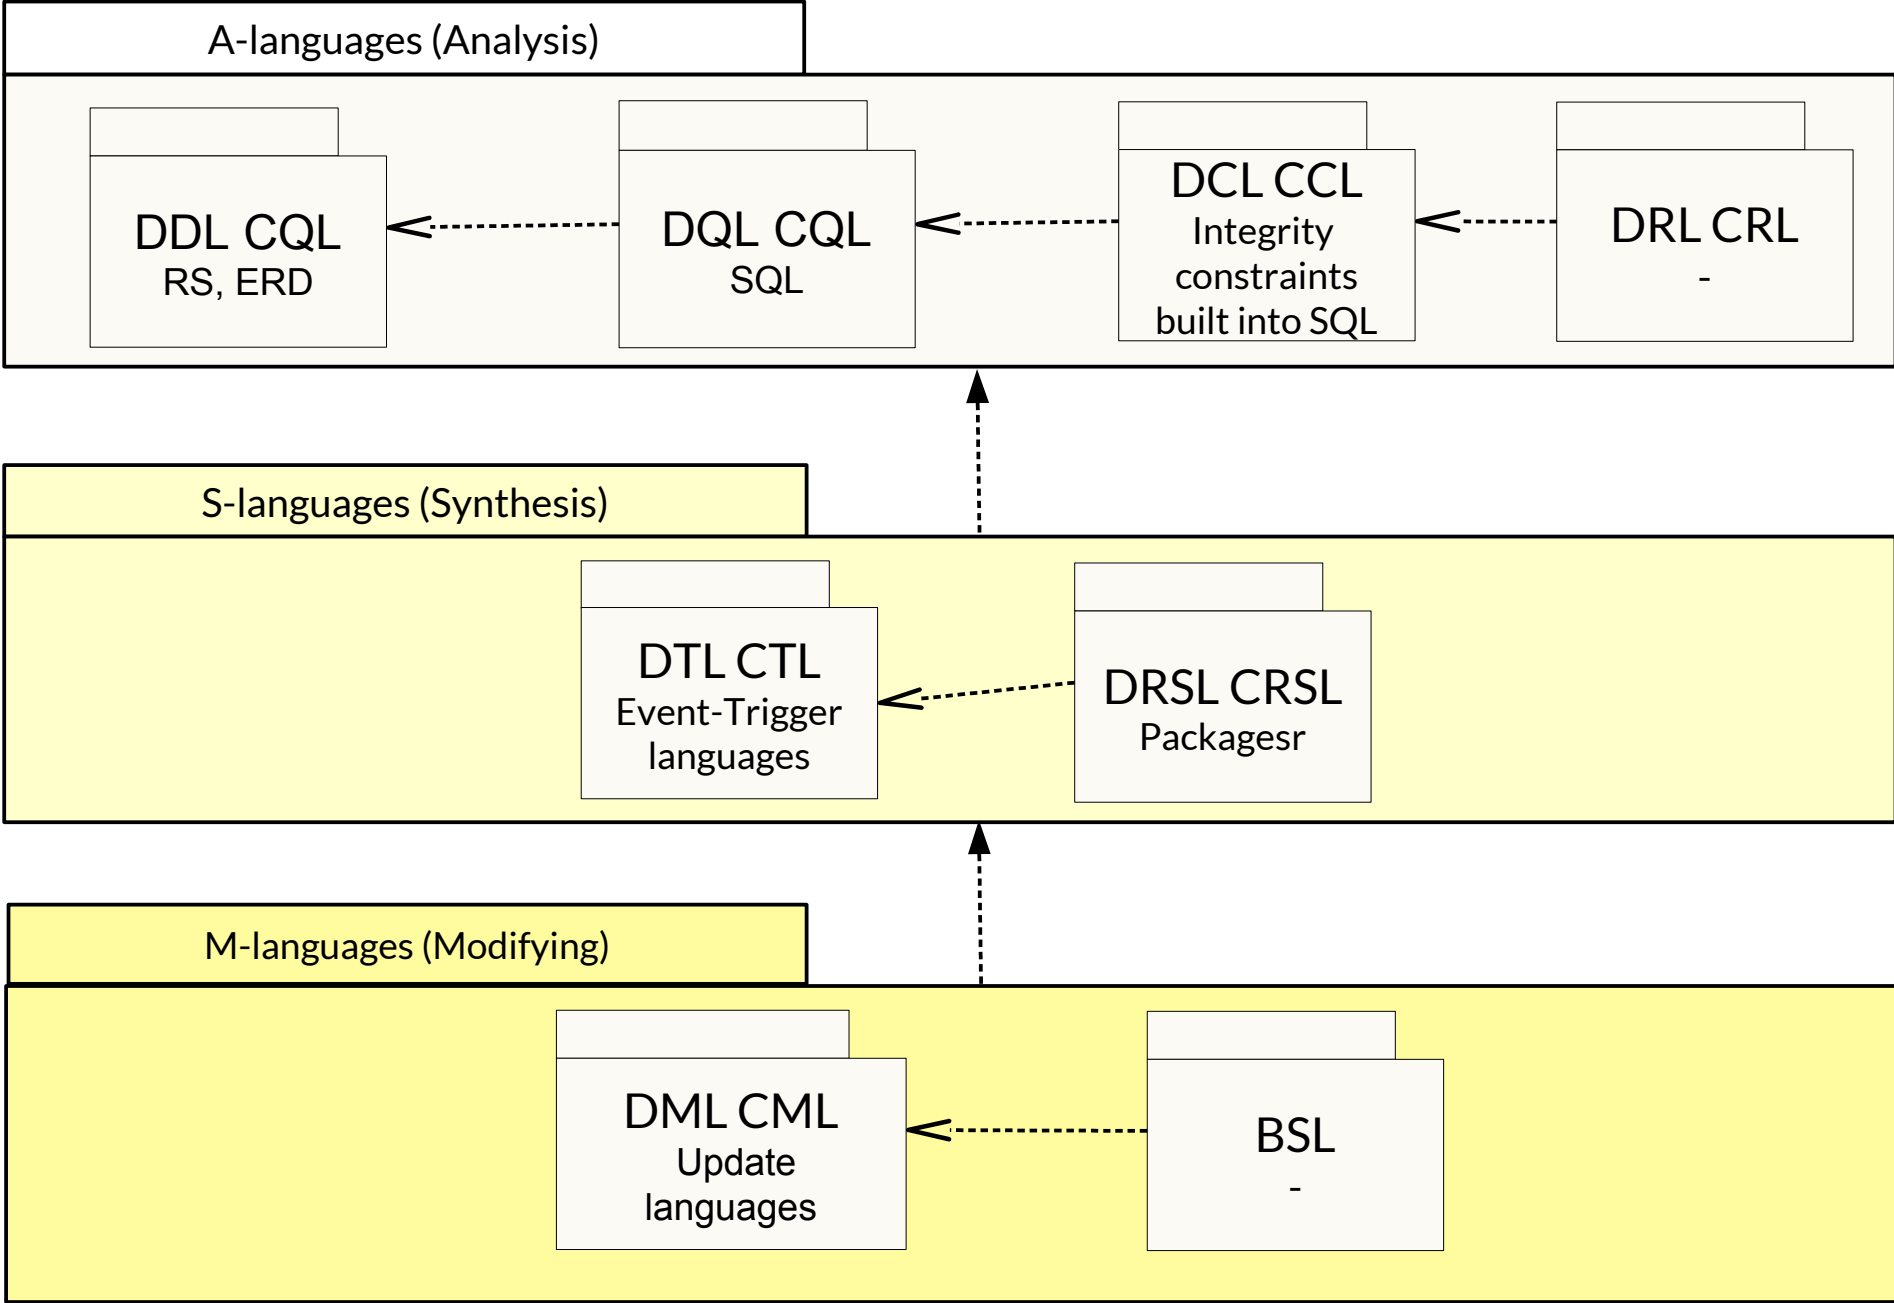 A-languages (Analysis)
DDL CQL
RS, ERD
DQL CQL
SQL
DCL CCL
Integrity
constraints
built into SQL
DRL CRL
-
S-languages (Synthesis)
DTL CTL
Event-Trigger
languages
DRSL CRSL
Packagesr
M-languages (Modifying)
DML CML
Update
languages
BSL
-